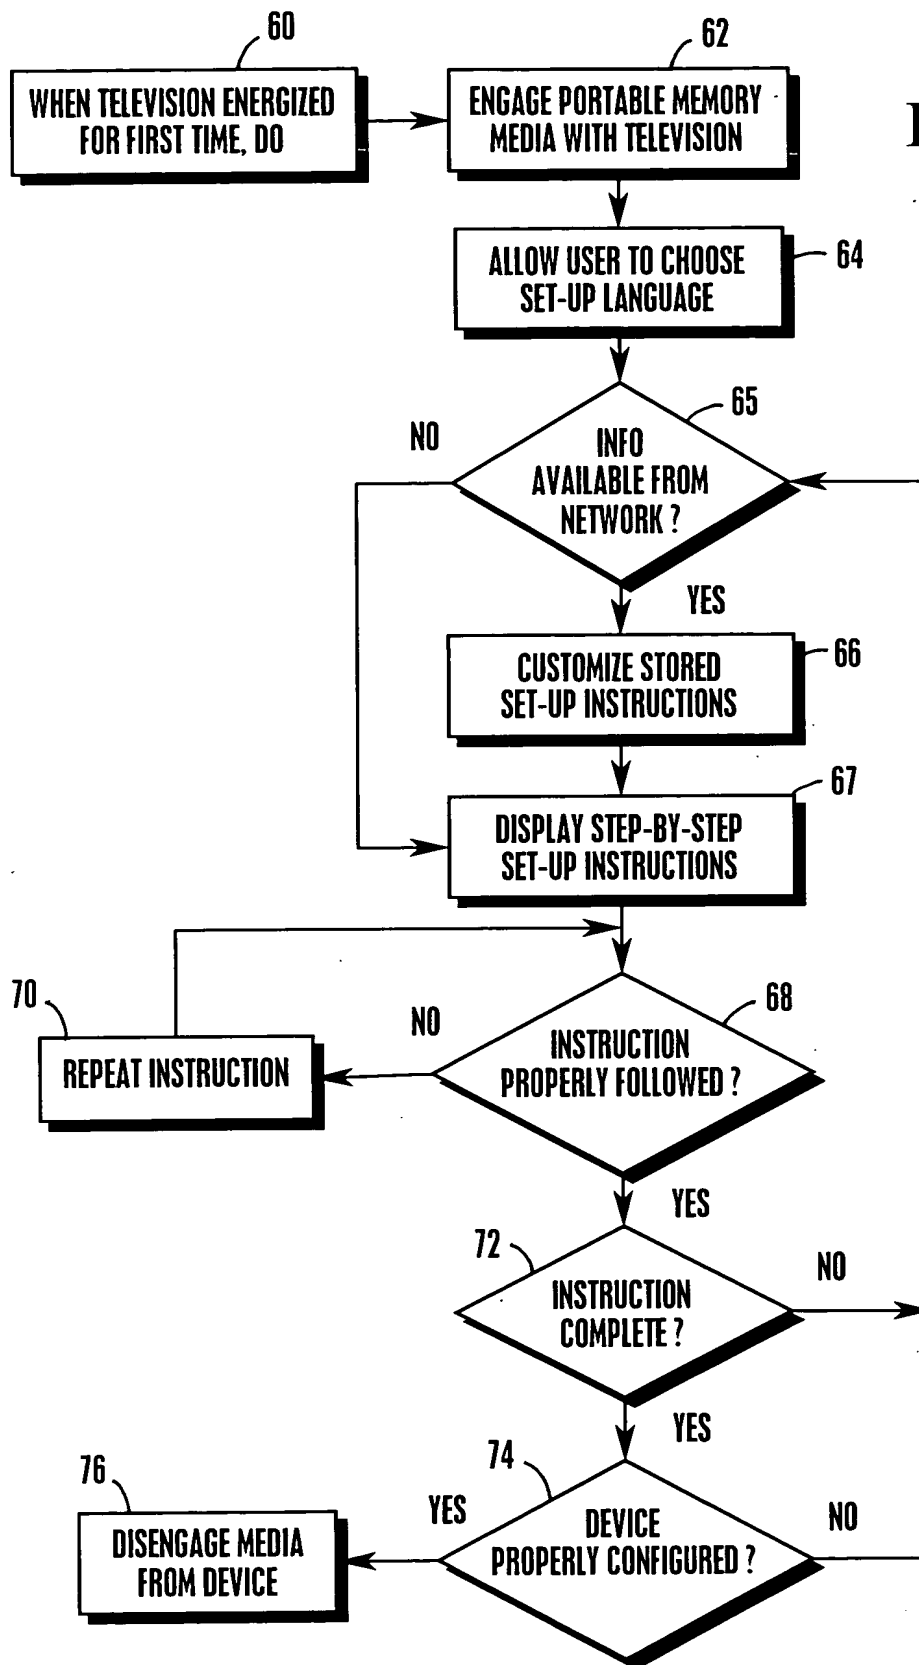 60
WHEN TELEVISION ENERGIZED
FOR FIRST TIME, DO
62
ENGAGE PORTABLE MEMORY
MEDIA WITH TELEVISION
64
ALLOW USER TO CHOOSE
SET-UP LANGUAGE
65
NO
INFO
AVAILABLE FROM
NETWORK ?
YES
66
CUSTOMIZE STORED
SET-UP INSTRUCTIONS
67
DISPLAY STEP-BY-STEP
SET-UP INSTRUCTIONS
70
REPEAT INSTRUCTION
NO
68
INSTRUCTION
PROPERLY FOLLOWED ?
YES
72
INSTRUCTION
COMPLETE ?
NO
YES
74
76
YES
DEVICE
PROPERLY CONFIGURED ?
NO
DISENGAGE MEDIA
FROM DEVICE